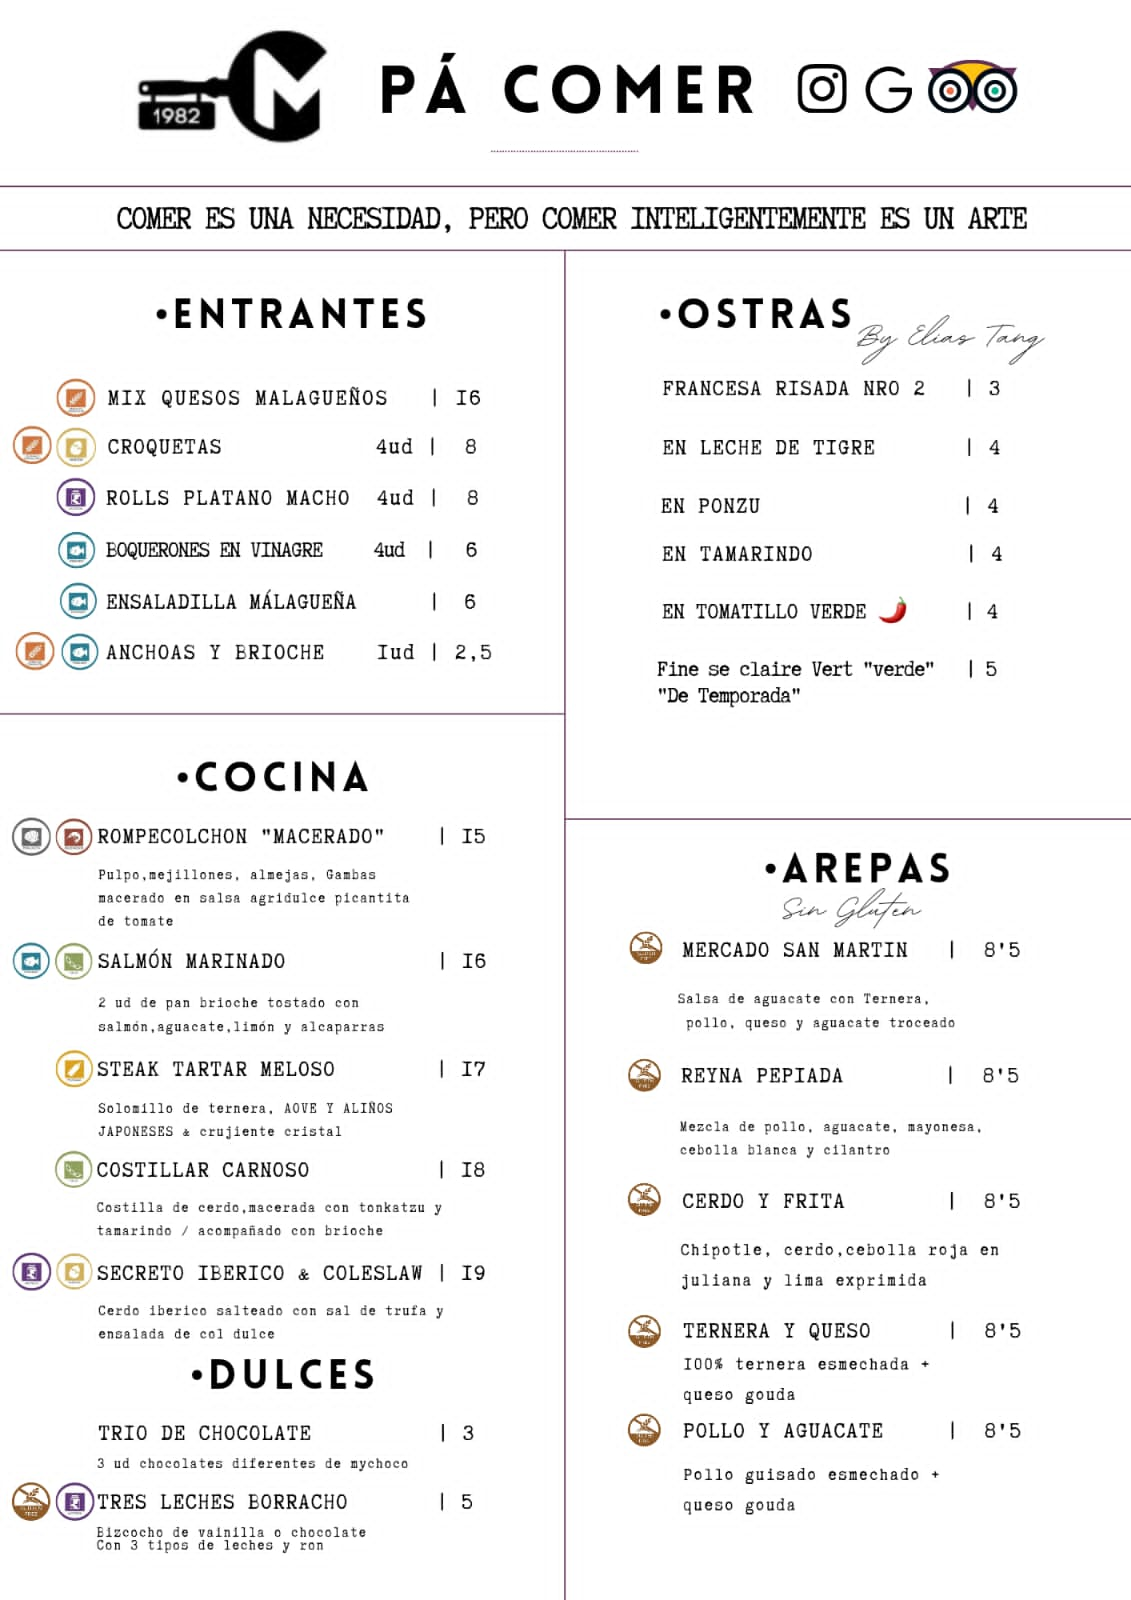 1982
PÁ COMER
COMER ES UNA NECESIDAD, PERO COMER INTELIGENTEMENTE ES UN ARTE
•ENTRANTES
MIX QUESOS MALAGUEÑOS | I6
CROQUETAS 4ud | 8
ROLLS PLATANO MACHO 4ud | 8
BOQUERONES EN VINAGRE 4ud | 6
ENSALADILLA MÁLAGUEÑA | 6
ANCHOAS Y BRIOCHE Iud | 2,5
•COCINA
ROMPECOLCHON "MACERADO" | I5
Pulpo,mejillones, almejas, Gambas
macerado en salsa agridulce picantita
de tomate
SALMÓN MARINADO | I6
2 ud de pan brioche tostado con
salmón,aguacate,limón y alcaparras
STEAK TARTAR MELOSO | I7
Solomillo de ternera, AOVE Y ALIÑOS
JAPONESES & crujiente cristal
COSTILLAR CARNOSO | I8
Costilla de cerdo,macerada con tonkatzu y
tamarindo / acompañado con brioche
SECRETO IBERICO & COLESLAW | I9
Cerdo iberico salteado con sal de trufa y
ensalada de col dulce
•DULCES
TRIO DE CHOCOLATE | 3
3 ud chocolates diferentes de mychoco
TRES LECHES BORRACHO | 5
Bizcocho de vainilla o chocolate
Con 3 tipos de leches y ron
•OSTRAS
By Elias Tang
FRANCESA RISADA NRO 2 | 3
EN LECHE DE TIGRE | 4
EN PONZU | 4
EN TAMARINDO | 4
EN TOMATILLO VERDE | 4
Fine se claire Vert "verde" | 5
"De Temporada"
•AREPAS
Sin Gluten
MERCADO SAN MARTIN | 8'5
Salsa de aguacate con Ternera,
pollo, queso y aguacate troceado
REYNA PEPIADA | 8'5
Mezcla de pollo, aguacate, mayonesa,
cebolla blanca y cilantro
CERDO Y FRITA | 8'5
Chipotle, cerdo,cebolla roja en
juliana y lima exprimida
TERNERA Y QUESO | 8'5
I00% ternera esmechada +
queso gouda
POLLO Y AGUACATE | 8'5
Pollo guisado esmechado +
queso gouda